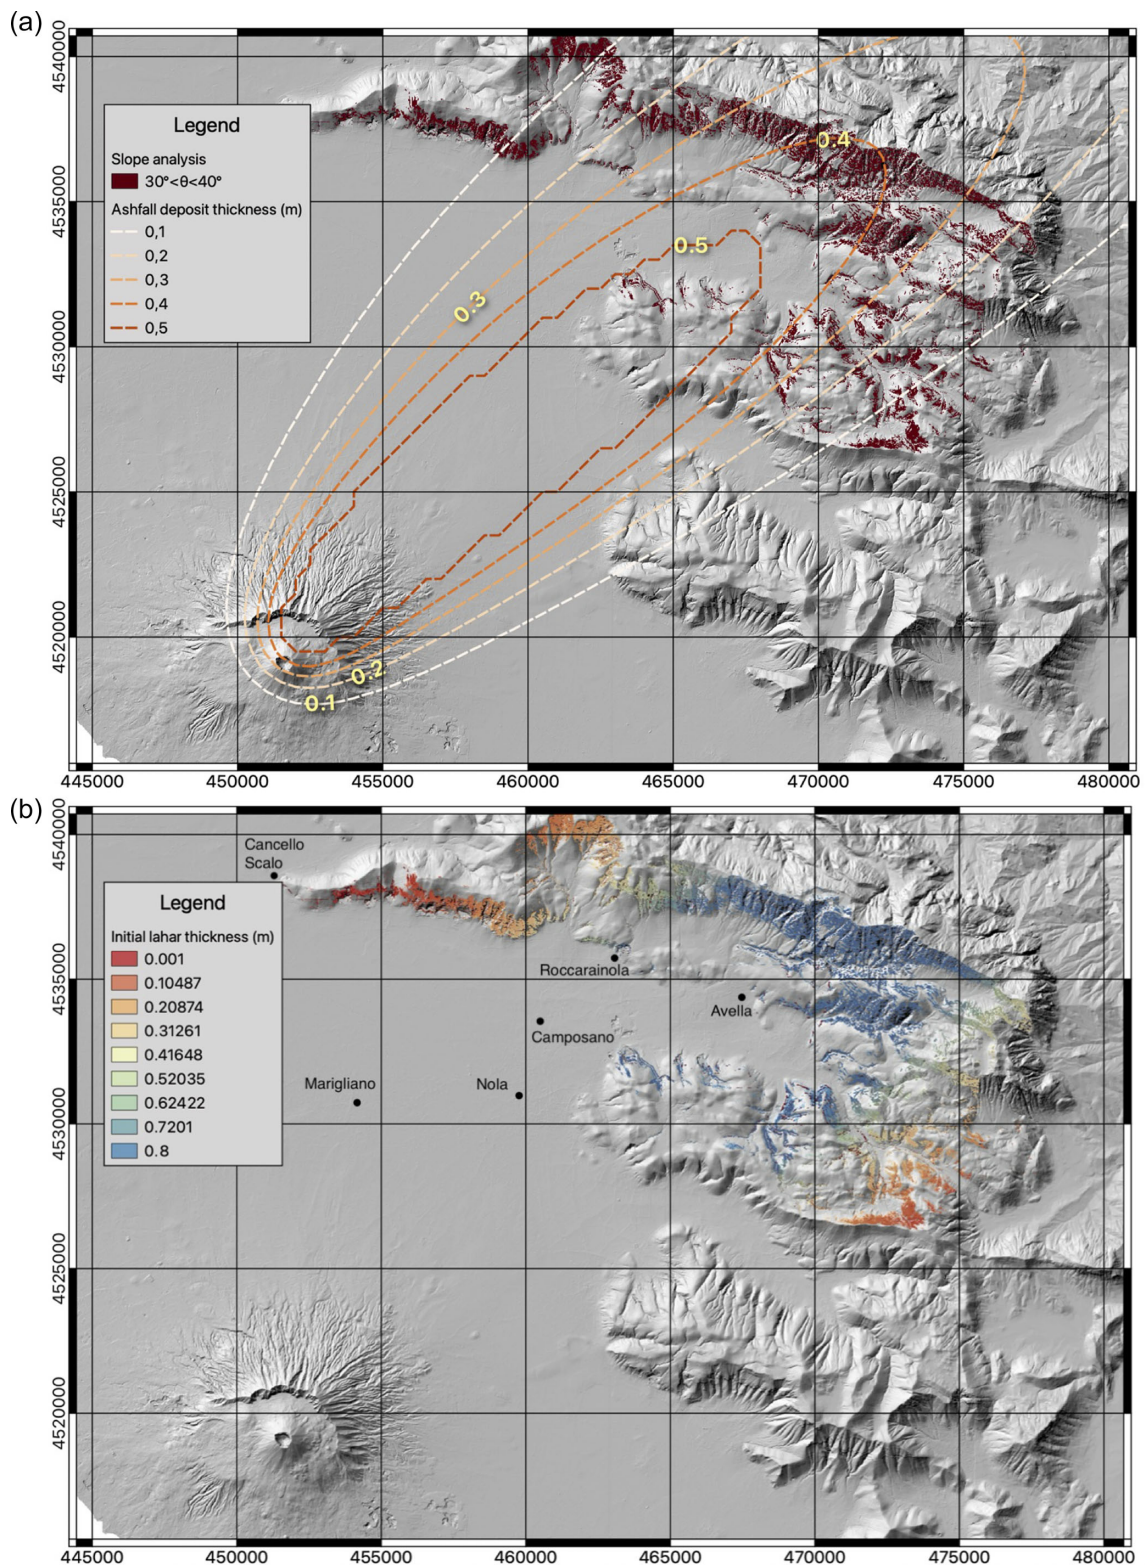 (a)
4540000
4535000
4530000
4525000
4520000
Legend
Slope analysis
30°<θ<40°
Ashfall deposit thickness (m)
0,1
0,2
0,3
0,4
0,5
0.4
0.5
0.3
0.2
0.1
445000 450000 455000 460000 465000 470000 475000 480000
(b)
4540000
4535000
4530000
4525000
4520000
Cancello
Scalo
Legend
Initial lahar thickness (m)
0.001
0.10487
0.20874
0.31261
0.41648
0.52035
0.62422
0.7201
0.8
Roccarainola
Avella
Camposano
Marigliano
Nola
445000 450000 455000 460000 465000 470000 475000 480000